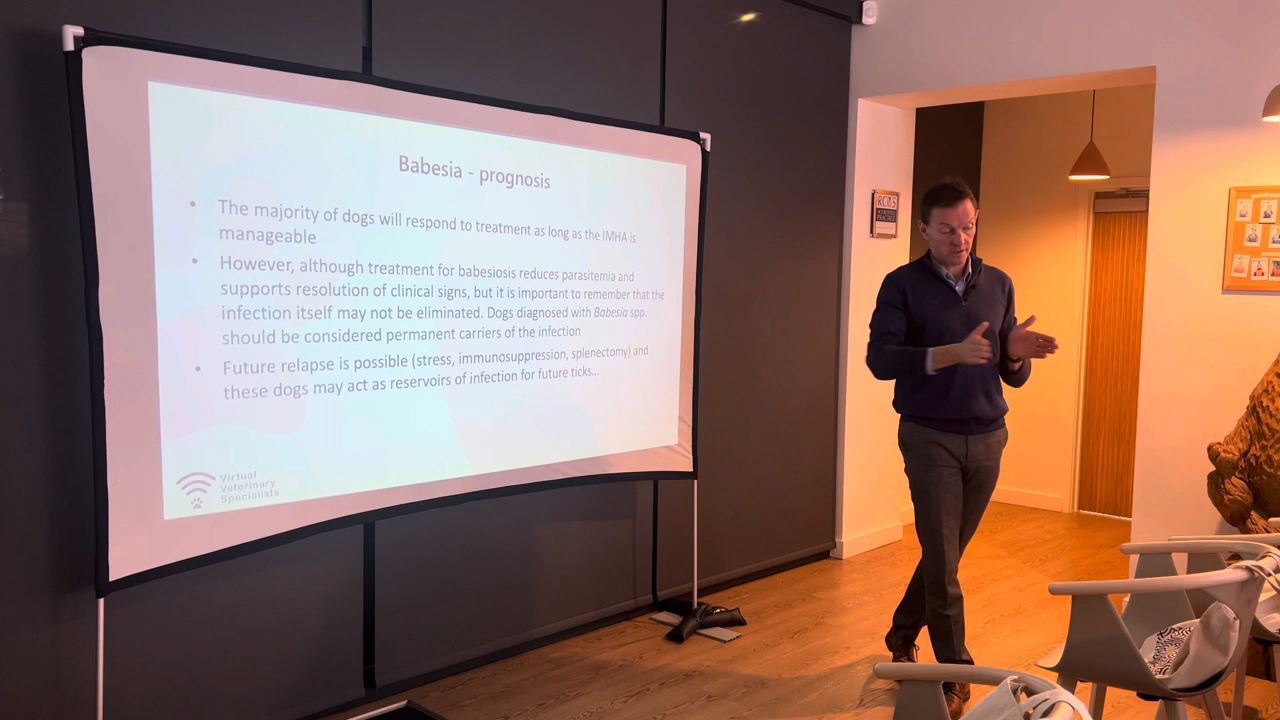 Babesia - prognosis
• The majority of dogs will respond to treatment as long as the IMHA is
manageable
• However, although treatment for babesiosis reduces parasitemia and
supports resolution of clinical signs, but it is important to remember that the
infection itself may not be eliminated. Dogs diagnosed with Babesia spp.
should be considered permanent carriers of the infection
• Future relapse is possible (stress, immunosuppression, splenectomy) and
these dogs may act as reservoirs of infection for future ticks...
Virtual
Veterinary
Specialists
RCVS
ACCREDITED
PRACTICE